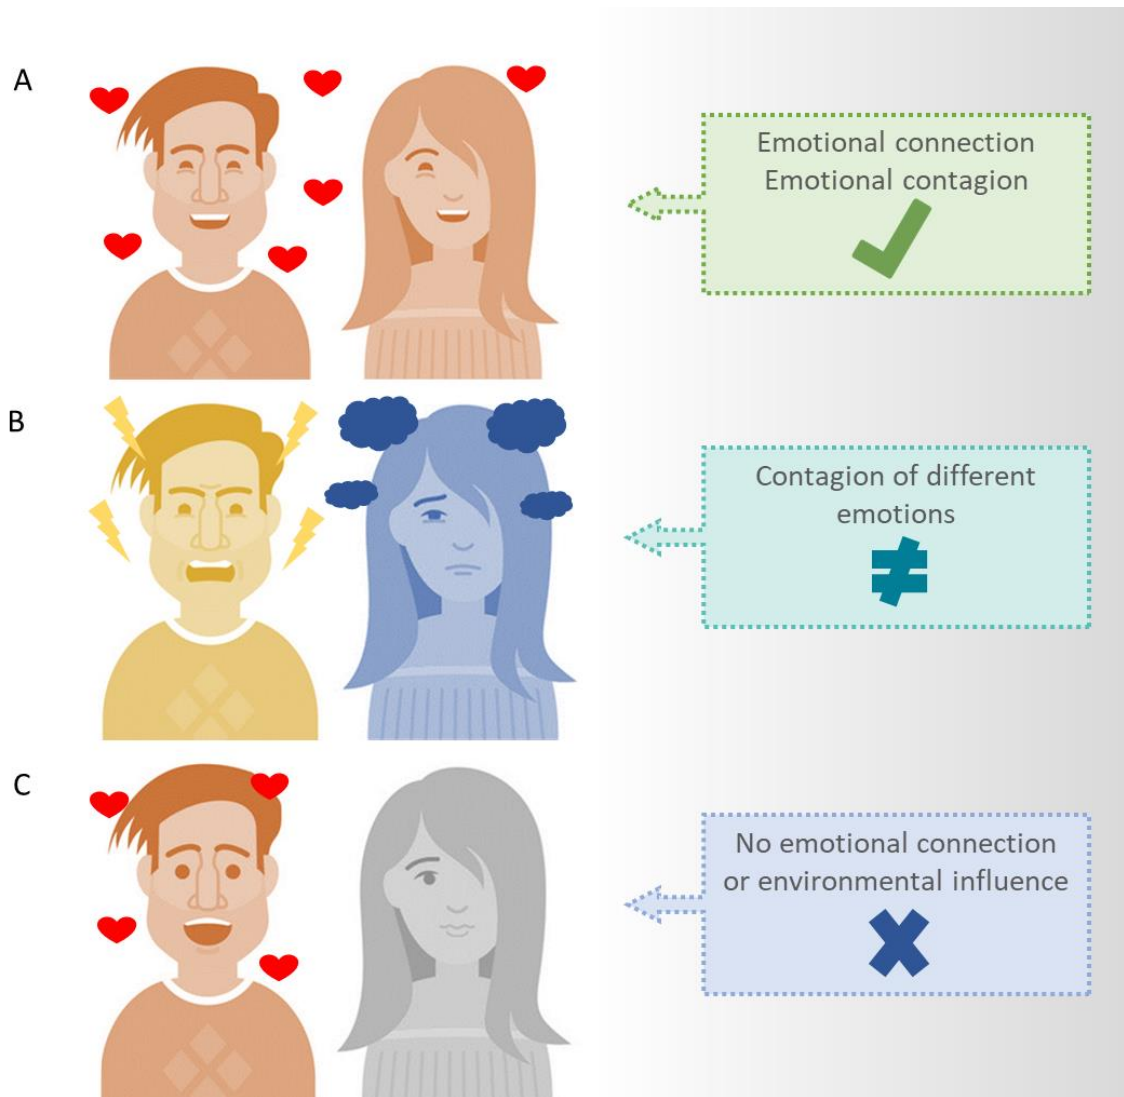 A
Emotional connection
Emotional contagion
B
Contagion of different
emotions
≠
C
No emotional connection
or environmental influence